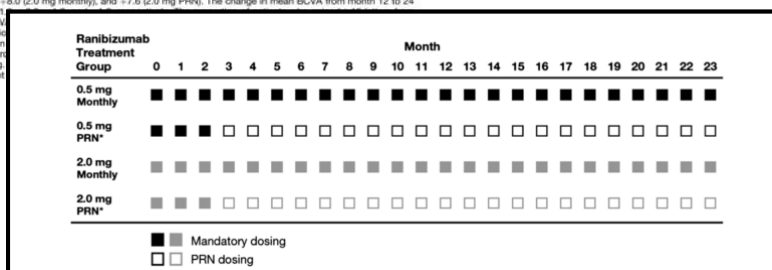 +8.0 (2.0 mg monthly), and +7.6 (2.0 mg PRN). The change in mean BCVA from month 12 to 24
Ranibizumab
Treatment
Group
Month
0 1 2 3 4 5 6 7 8 9 10 11 12 13 14 15 16 17 18 19 20 21 22 23
0.5 mg
Monthly
0.5 mg
PRN*
2.0 mg
Monthly
2.0 mg
PRN*
Mandatory dosing
PRN dosing